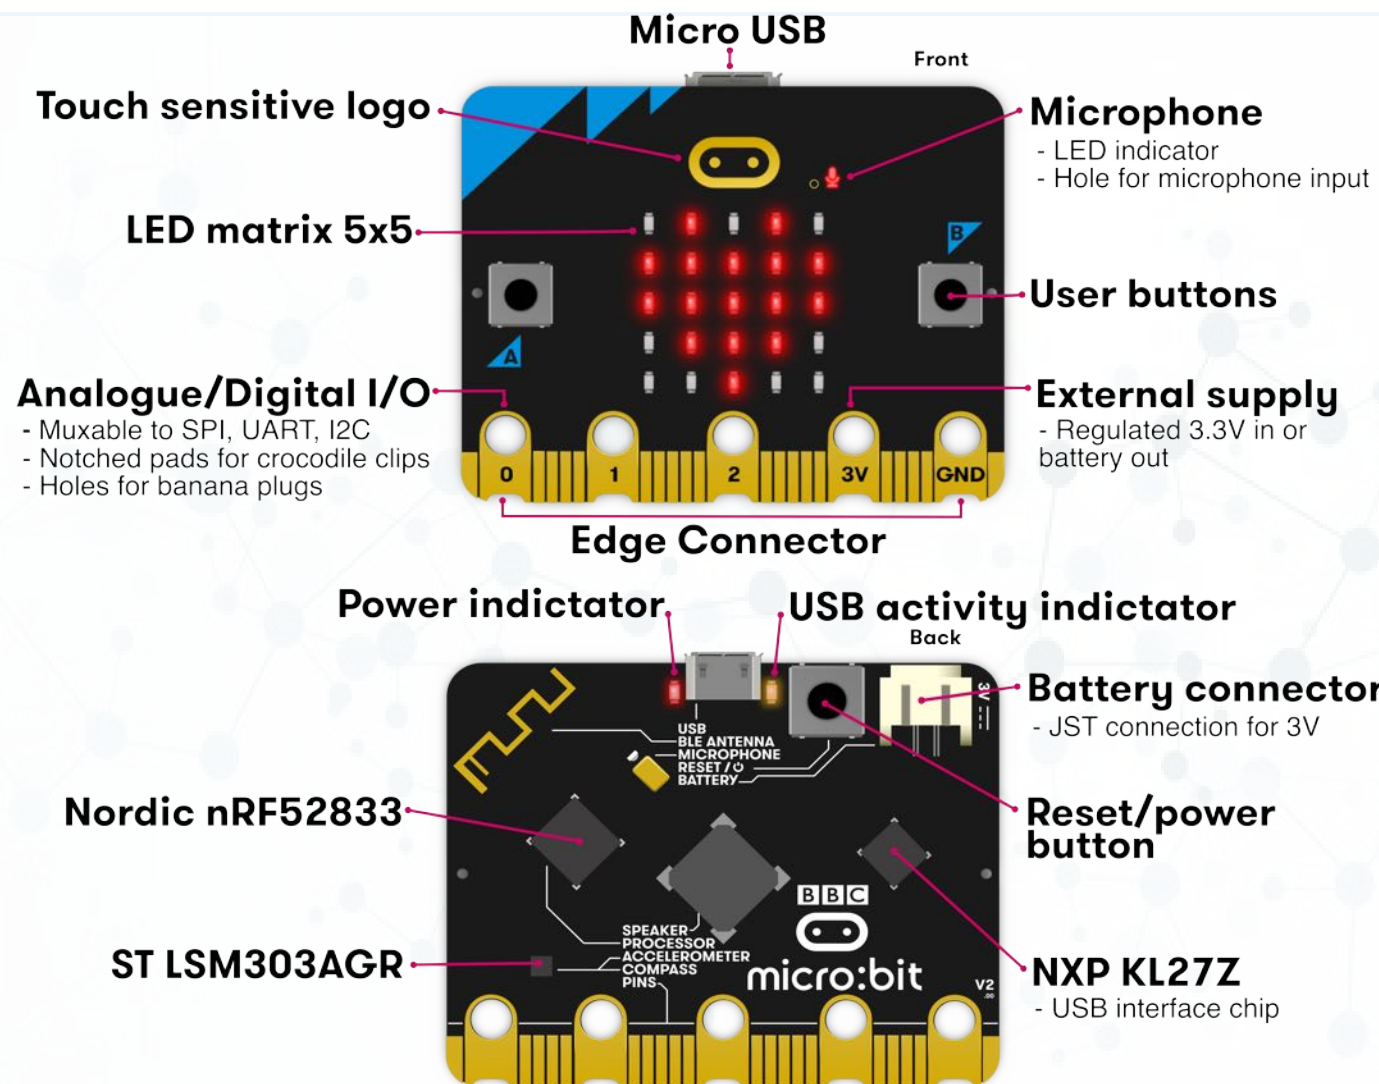 Micro USB
Front
Touch sensitive logo
Microphone
- LED indicator
- Hole for microphone input
LED matrix 5x5
B
User buttons
A
Analogue/Digital I/O
- Muxable to SPI, UART, I2C
- Notched pads for crocodile clips
- Holes for banana plugs
External supply
- Regulated 3.3V in or
battery out
0 1 2 3V GND
Edge Connector
Power indictator
USB activity indictator
Back
Battery connector
- JST connection for 3V
3V
USB
BLE ANTENNA
MICROPHONE
RESET /⏻
BATTERY
Nordic nRF52833
Reset/power
button
BBC
SPEAKER
PROCESSOR
ACCELEROMETER
COMPASS
PINS
micro:bit
V2
.00
ST LSM303AGR
NXP KL27Z
- USB interface chip